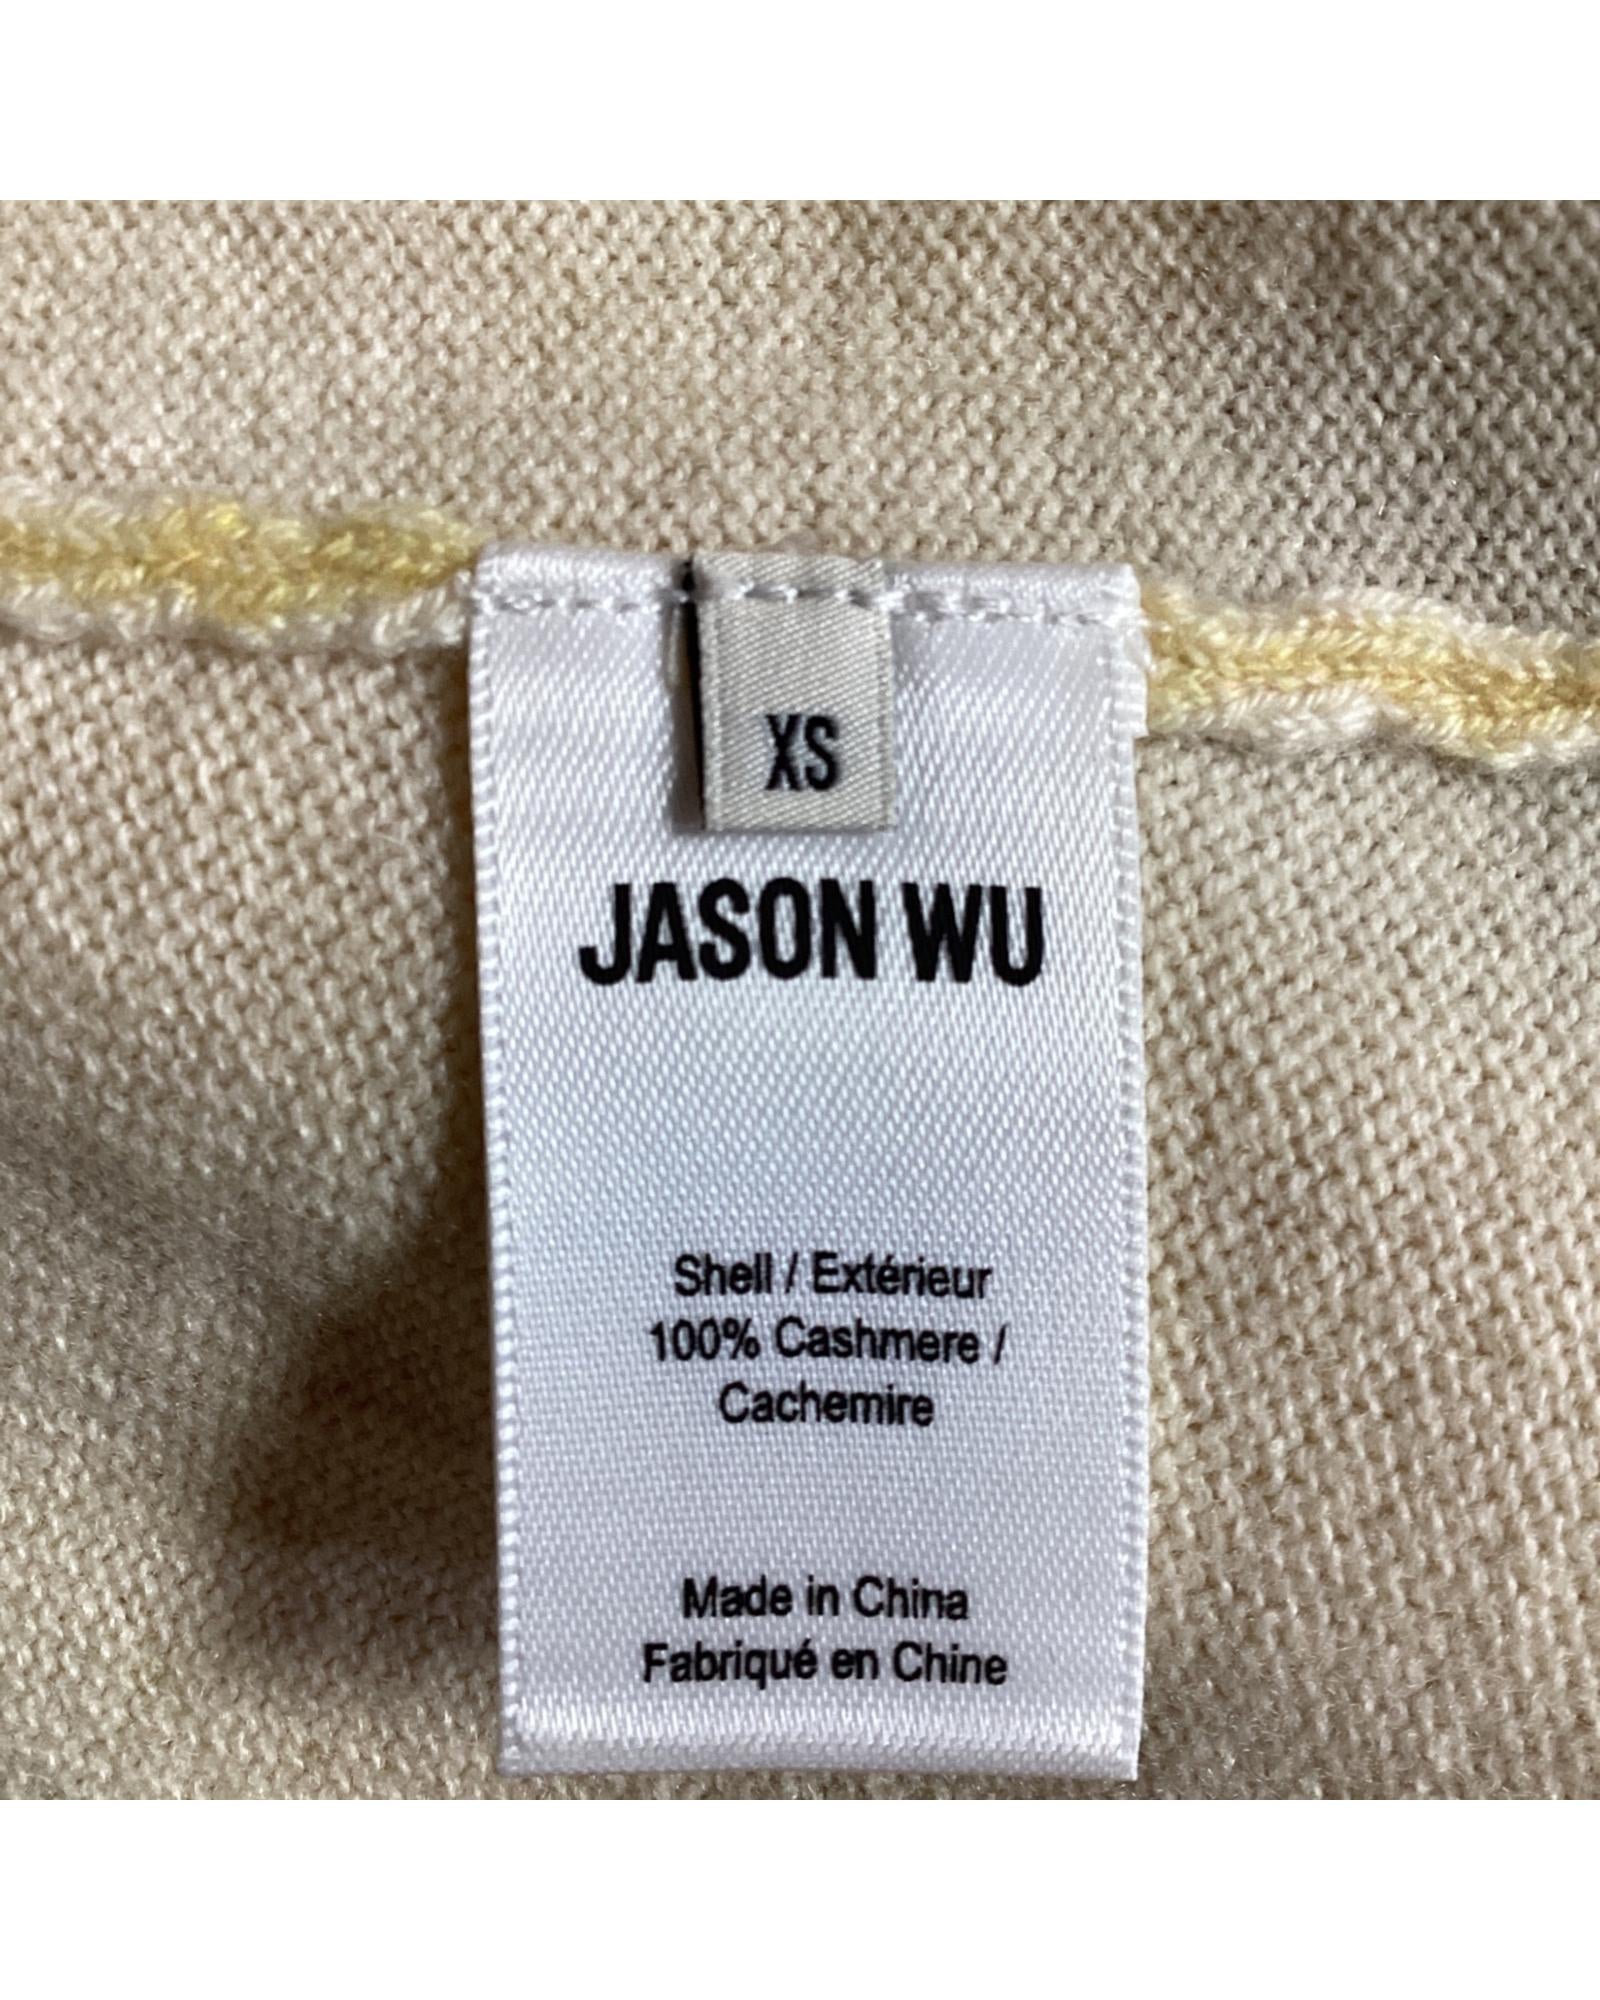 XS
JASON WU
Shell / Extérieur
100% Cashmere /
Cachemire
Made in China
Fabriqué en Chine